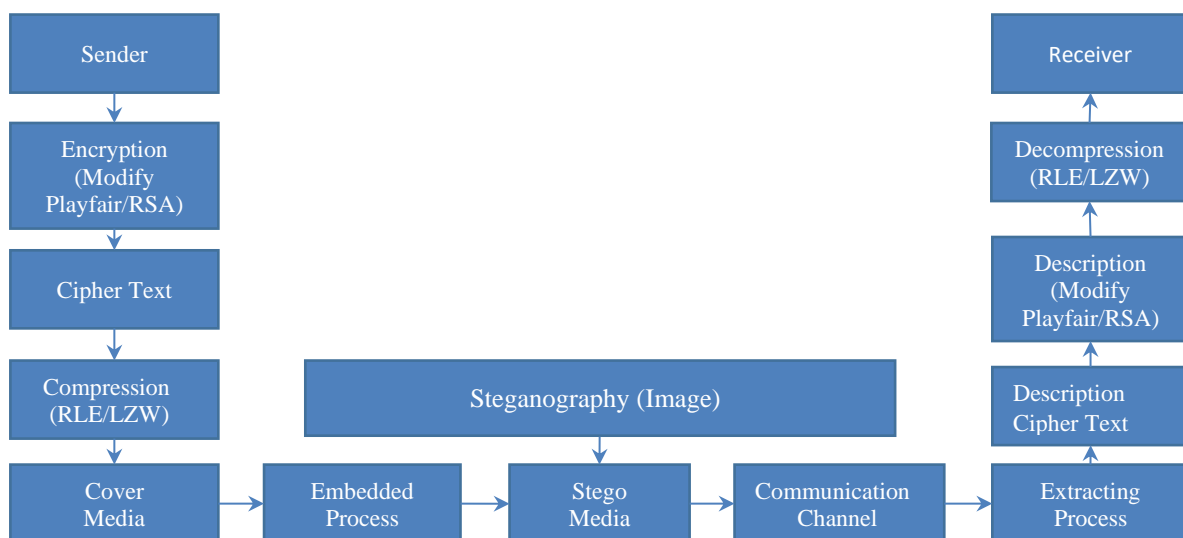 Sender
Receiver
Encryption
(Modify
Playfair/RSA)
Decompression
(RLE/LZW)
Cipher Text
Description
(Modify
Playfair/RSA)
Compression
(RLE/LZW)
Steganography (Image)
Description
Cipher Text
Cover
Media
Embedded
Process
Stego
Media
Communication
Channel
Extracting
Process